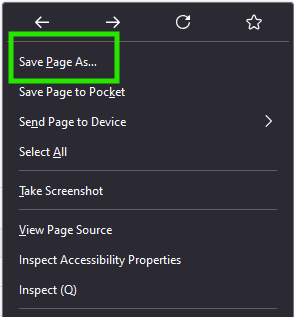 Save Page As...
Save Page to Pocket
Send Page to Device
Select All
Take Screenshot
View Page Source
Inspect Accessibility Properties
Inspect (Q)